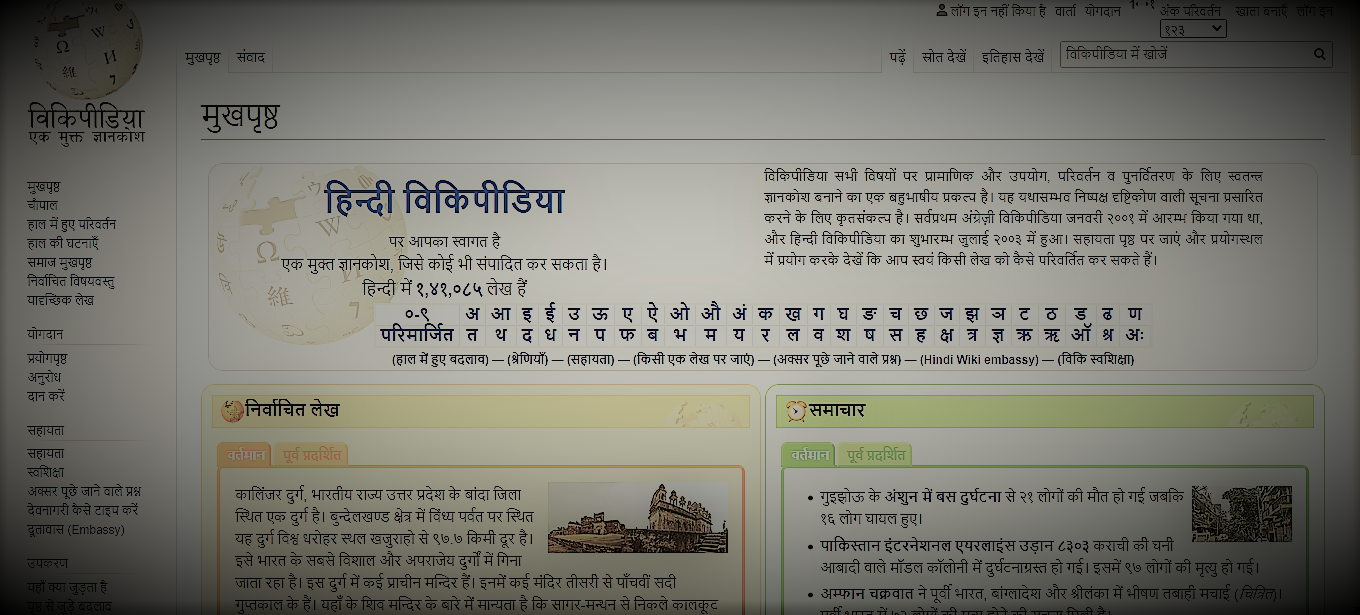 लॉग इन नहीं किया है वार्ता योगदान अंक परिवर्तन खाता बनाएँ लॉग इन
१२३
मुखपृष्ठ संवाद पढ़ें स्रोत देखें इतिहास देखें विकिपीडिया में खोजें
विकिपीडिया
एक मुक्त ज्ञानकोश
मुखपृष्ठ
चौपाल
हाल में हुए परिवर्तन
हाल की घटनाएँ
समाज मुखपृष्ठ
निर्वाचित विषयवस्तु
यादृच्छिक लेख
योगदान
प्रयोगपृष्ठ
अनुरोध
दान करें
सहायता
सहायता
स्वशिक्षा
अक्सर पूछे जाने वाले प्रश्न
देवनागरी कैसे टाइप करें
दूतावास (Embassy)
उपकरण
यहाँ क्या जुड़ता है
पृष्ठ से जुड़े बदलाव
मुखपृष्ठ
हिन्दी विकिपीडिया
पर आपका स्वागत है
एक मुक्त ज्ञानकोश, जिसे कोई भी संपादित कर सकता है।
हिन्दी में १,४१,०८५ लेख हैं
विकिपीडिया सभी विषयों पर प्रामाणिक और उपयोग, परिवर्तन व पुनर्वितरण के लिए स्वतन्त्र
ज्ञानकोश बनाने का एक बहुभाषीय प्रकल्प है। यह यथासम्भव निष्पक्ष दृष्टिकोण वाली सूचना प्रसारित
करने के लिए कृतसंकल्प है। सर्वप्रथम अंग्रेज़ी विकिपीडिया जनवरी २००१ में आरम्भ किया गया था,
और हिन्दी विकिपीडिया का शुभारम्भ जुलाई २००३ में हुआ। सहायता पृष्ठ पर जाएं और प्रयोगस्थल
में प्रयोग करके देखें कि आप स्वयं किसी लेख को कैसे परिवर्तित कर सकते हैं।
०-९ अ आ इ ई उ ऊ ए ऐ ओ औ अं क ख ग घ ङ च छ ज झ ञ ट ठ ड ढ ण
परिमार्जित त थ द ध न प फ ब भ म य र ल व श ष स ह क्ष त्र ज्ञ ऋ ॠ ऑ श्र अः
(हाल में हुए बदलाव) — (श्रेणियाँ) — (सहायता) — (किसी एक लेख पर जाएं) — (अक्सर पूछे जाने वाले प्रश्न) — (Hindi Wiki embassy) — (विकि स्वशिक्षा)
निर्वाचित लेख
वर्तमान पूर्व प्रदर्शित
कालिंजर दुर्ग, भारतीय राज्य उत्तर प्रदेश के बांदा जिला
स्थित एक दुर्ग है। बुन्देलखण्ड क्षेत्र में विंध्य पर्वत पर स्थित
यह दुर्ग विश्व धरोहर स्थल खजुराहो से ९७.७ किमी दूर है।
इसे भारत के सबसे विशाल और अपराजेय दुर्गों में गिना
जाता रहा है। इस दुर्ग में कई प्राचीन मन्दिर हैं। इनमें कई मंदिर तीसरी से पाँचवीं सदी
गुप्तकाल के हैं। यहाँ के शिव मन्दिर के बारे में मान्यता है कि सागर-मन्थन से निकले कालकूट
समाचार
वर्तमान पूर्व प्रदर्शित
गुइझोऊ के अंशुन में बस दुर्घटना से २१ लोगों की मौत हो गई जबकि
१६ लोग घायल हुए।
पाकिस्तान इंटरनेशनल एयरलाइंस उड़ान ८३०३ कराची की घनी
आबादी वाले मॉडल कॉलोनी में दुर्घटनाग्रस्त हो गई। इसमें ९७ लोगों की मृत्यु हो गई।
अम्फान चक्रवात ने पूर्वी भारत, बांग्लादेश और श्रीलंका में भीषण तबाही मचाई (चित्रित)।